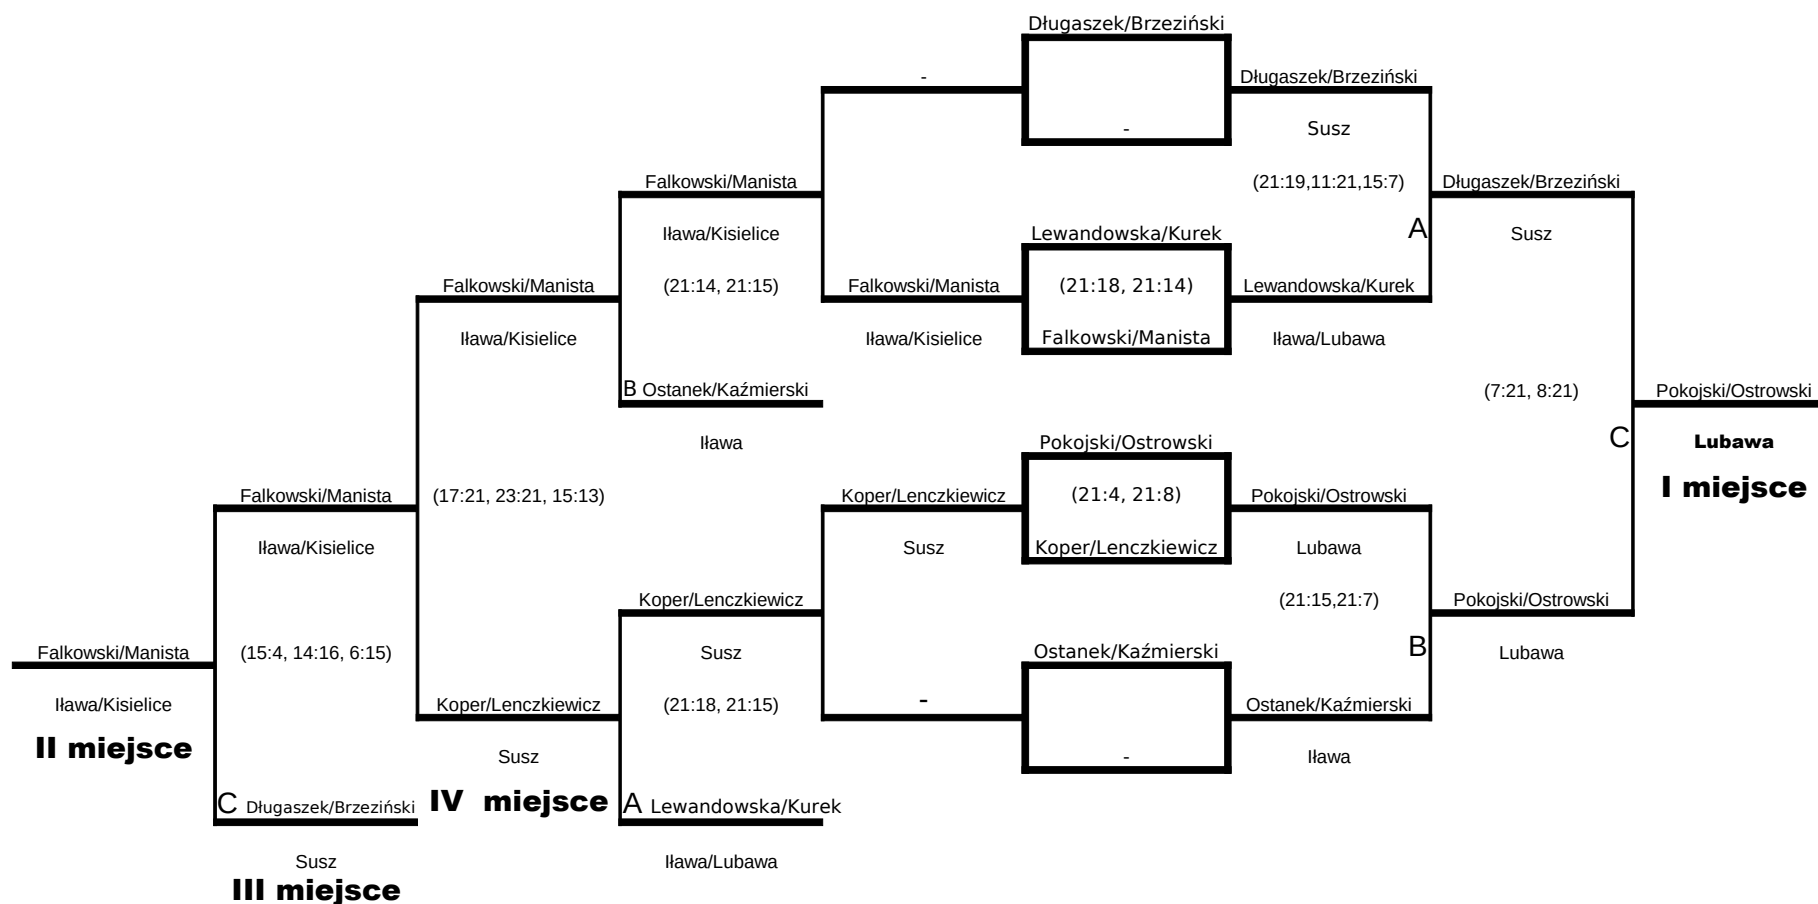 Długaszek/Brzeziński
- Długaszek/Brzeziński
- Susz
Falkowski/Manista (21:19,11:21,15:7) Długaszek/Brzeziński
Iława/Kisielice Lewandowska/Kurek A Susz
Falkowski/Manista (21:14, 21:15) Falkowski/Manista (21:18, 21:14) Lewandowska/Kurek
Iława/Kisielice Iława/Kisielice Falkowski/Manista Iława/Lubawa
B Ostanek/Kaźmierski (7:21, 8:21) Pokojski/Ostrowski
Iława Pokojski/Ostrowski C Lubawa
Falkowski/Manista (17:21, 23:21, 15:13) Koper/Lenczkiewicz (21:4, 21:8) Pokojski/Ostrowski I miejsce
Iława/Kisielice Susz Koper/Lenczkiewicz Lubawa
Koper/Lenczkiewicz (21:15,21:7) Pokojski/Ostrowski
Falkowski/Manista (15:4, 14:16, 6:15) Susz Ostanek/Kaźmierski B Lubawa
Iława/Kisielice Koper/Lenczkiewicz (21:18, 21:15) - Ostanek/Kaźmierski
II miejsce Susz - Iława
C Długaszek/Brzeziński IV miejsce A Lewandowska/Kurek
Susz Iława/Lubawa
III miejsce